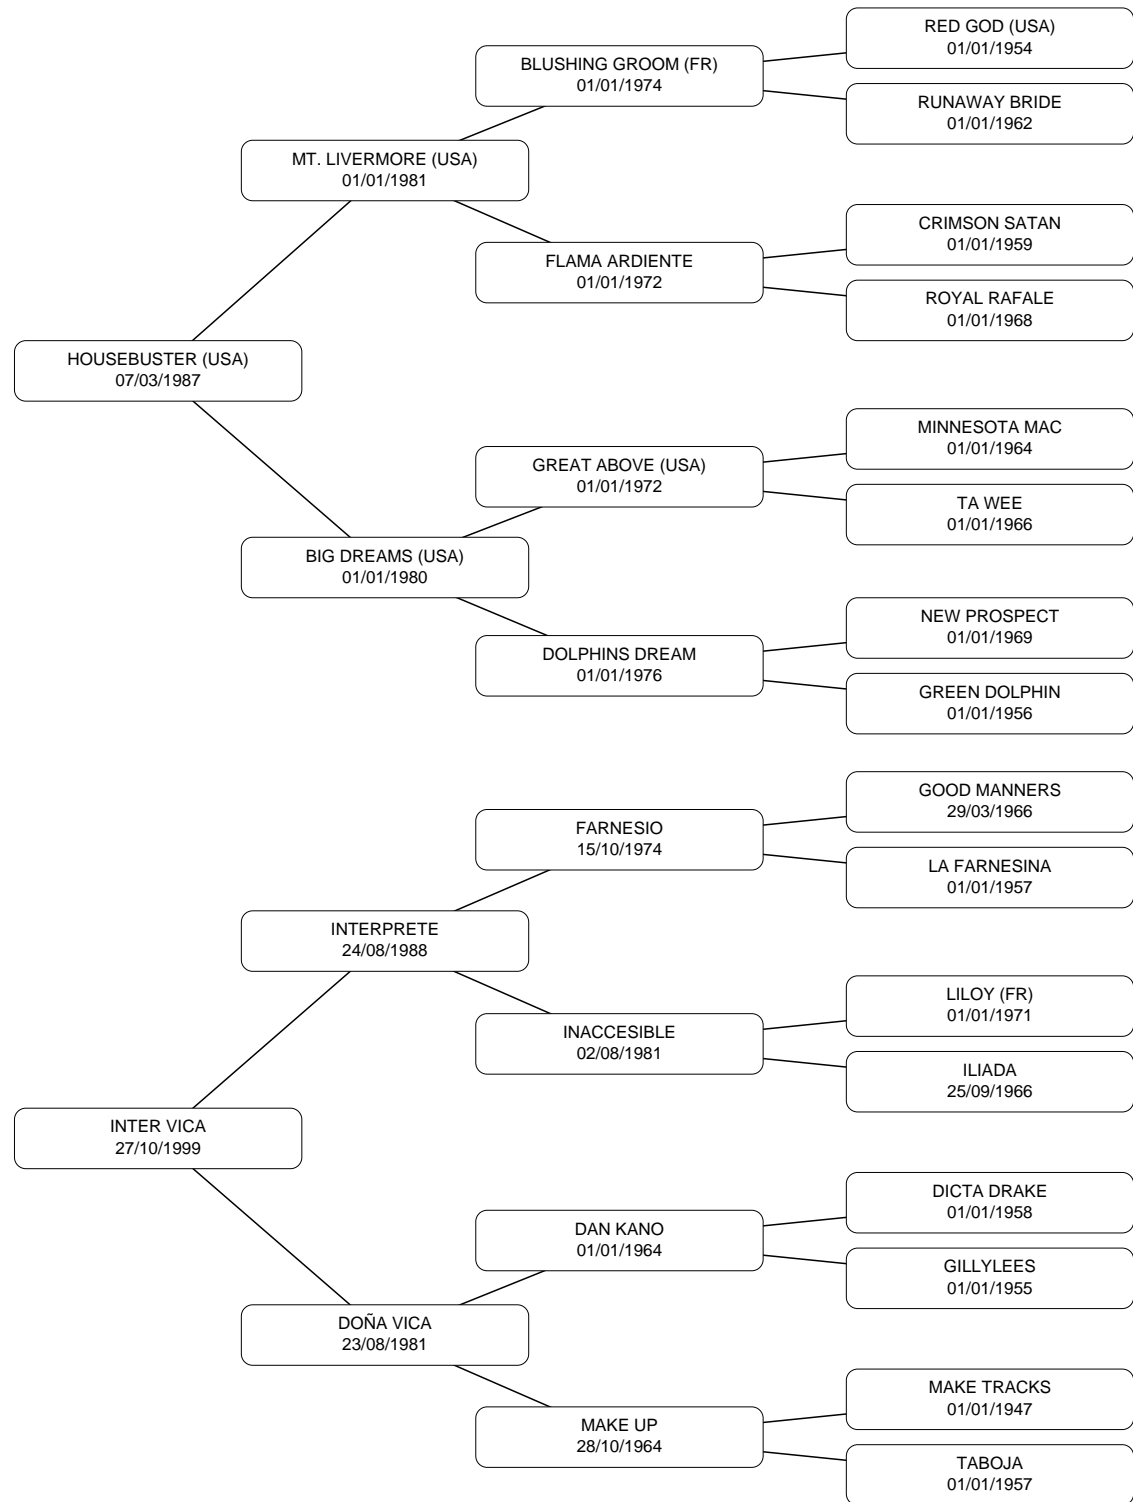 RED GOD (USA)
01/01/1954
BLUSHING GROOM (FR)
01/01/1974
RUNAWAY BRIDE
01/01/1962
MT. LIVERMORE (USA)
01/01/1981
CRIMSON SATAN
01/01/1959
FLAMA ARDIENTE
01/01/1972
ROYAL RAFALE
01/01/1968
HOUSEBUSTER (USA)
07/03/1987
MINNESOTA MAC
01/01/1964
GREAT ABOVE (USA)
01/01/1972
TA WEE
01/01/1966
BIG DREAMS (USA)
01/01/1980
NEW PROSPECT
01/01/1969
DOLPHINS DREAM
01/01/1976
GREEN DOLPHIN
01/01/1956
GOOD MANNERS
29/03/1966
FARNESIO
15/10/1974
LA FARNESINA
01/01/1957
INTERPRETE
24/08/1988
LILOY (FR)
01/01/1971
INACCESIBLE
02/08/1981
ILIADA
25/09/1966
INTER VICA
27/10/1999
DICTA DRAKE
01/01/1958
DAN KANO
01/01/1964
GILLYLEES
01/01/1955
DOÑA VICA
23/08/1981
MAKE TRACKS
01/01/1947
MAKE UP
28/10/1964
TABOJA
01/01/1957